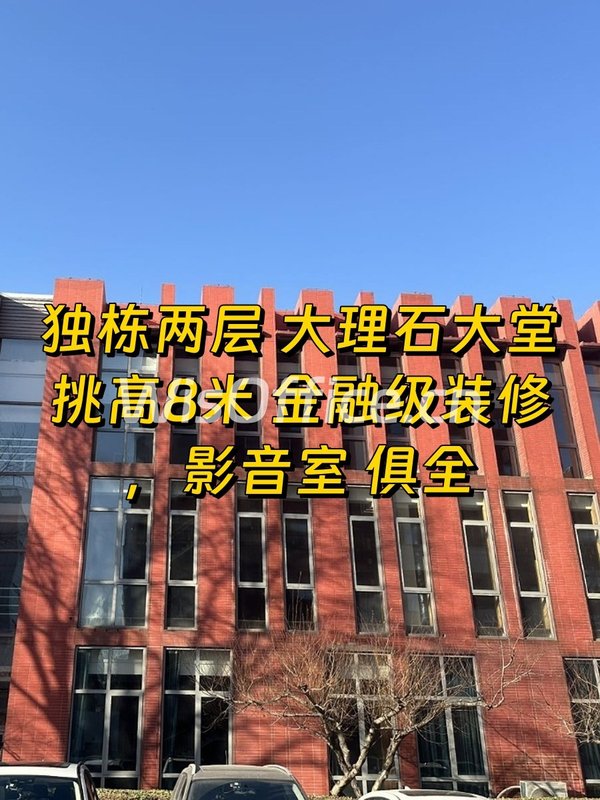 独栋两层 大理石大堂
挑高8米 金融级装修
，影音室 俱全